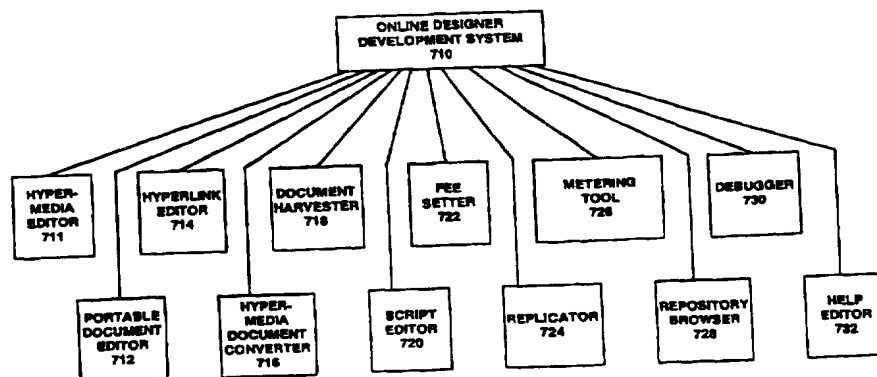 ONLINE DESIGNER
DEVELOPMENT SYSTEM
710
HYPER-
MEDIA
EDITOR
711
HYPERLINK
EDITOR
714
DOCUMENT
HARVESTER
718
FEE
SETTER
722
METERING
TOOL
726
DEBUGGER
730
PORTABLE
DOCUMENT
EDITOR
712
HYPER-
MEDIA
DOCUMENT
CONVERTER
716
SCRIPT
EDITOR
720
REPLICATOR
724
REPOSITORY
BROWSER
728
HELP
EDITOR
732